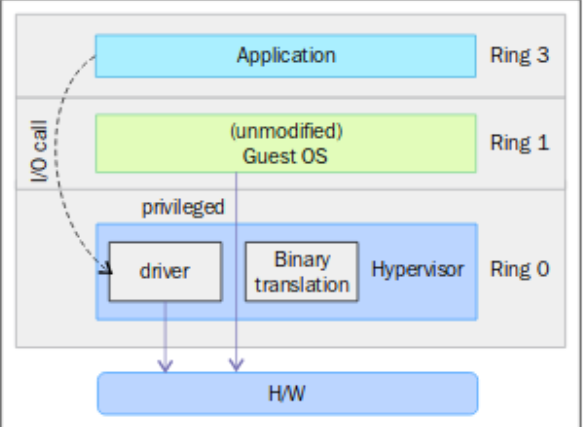 Application
Ring 3
I/O call
(unmodified)
Guest OS
Ring 1
privileged
driver
Binary
translation
Hypervisor
Ring 0
H/W